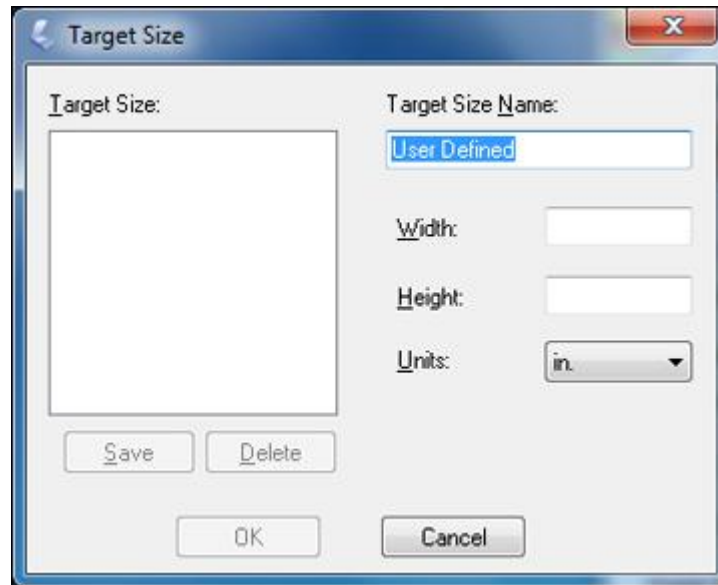 Target Size
Target Size:
Target Size Name:
User Defined
Width:
Height:
Units:
in.
Save
Delete
OK
Cancel